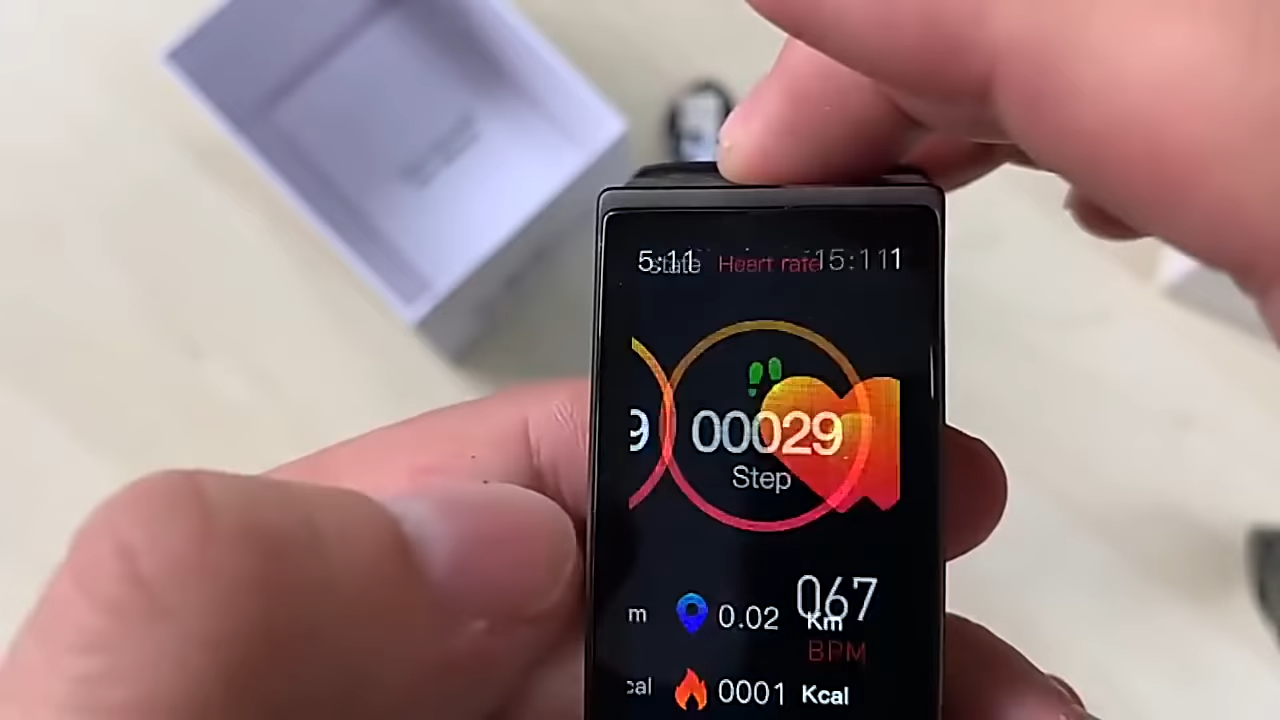 5:11 State Heart rate 15:111
9 00029
Step
067
m 0.02 Km
BPM
cal 0001 Kcal